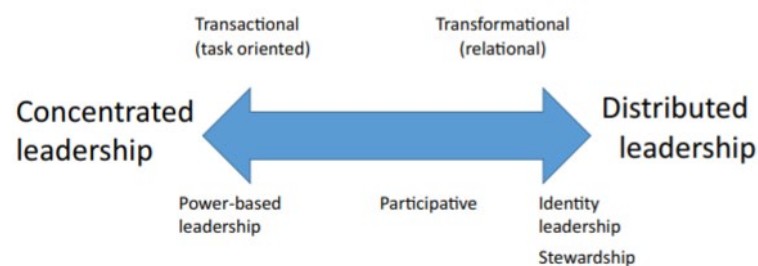 Transactional
(task oriented)
Transformational
(relational)
Concentrated
leadership
Distributed
leadership
Power-based
leadership
Participative
Identity
leadership
Stewardship